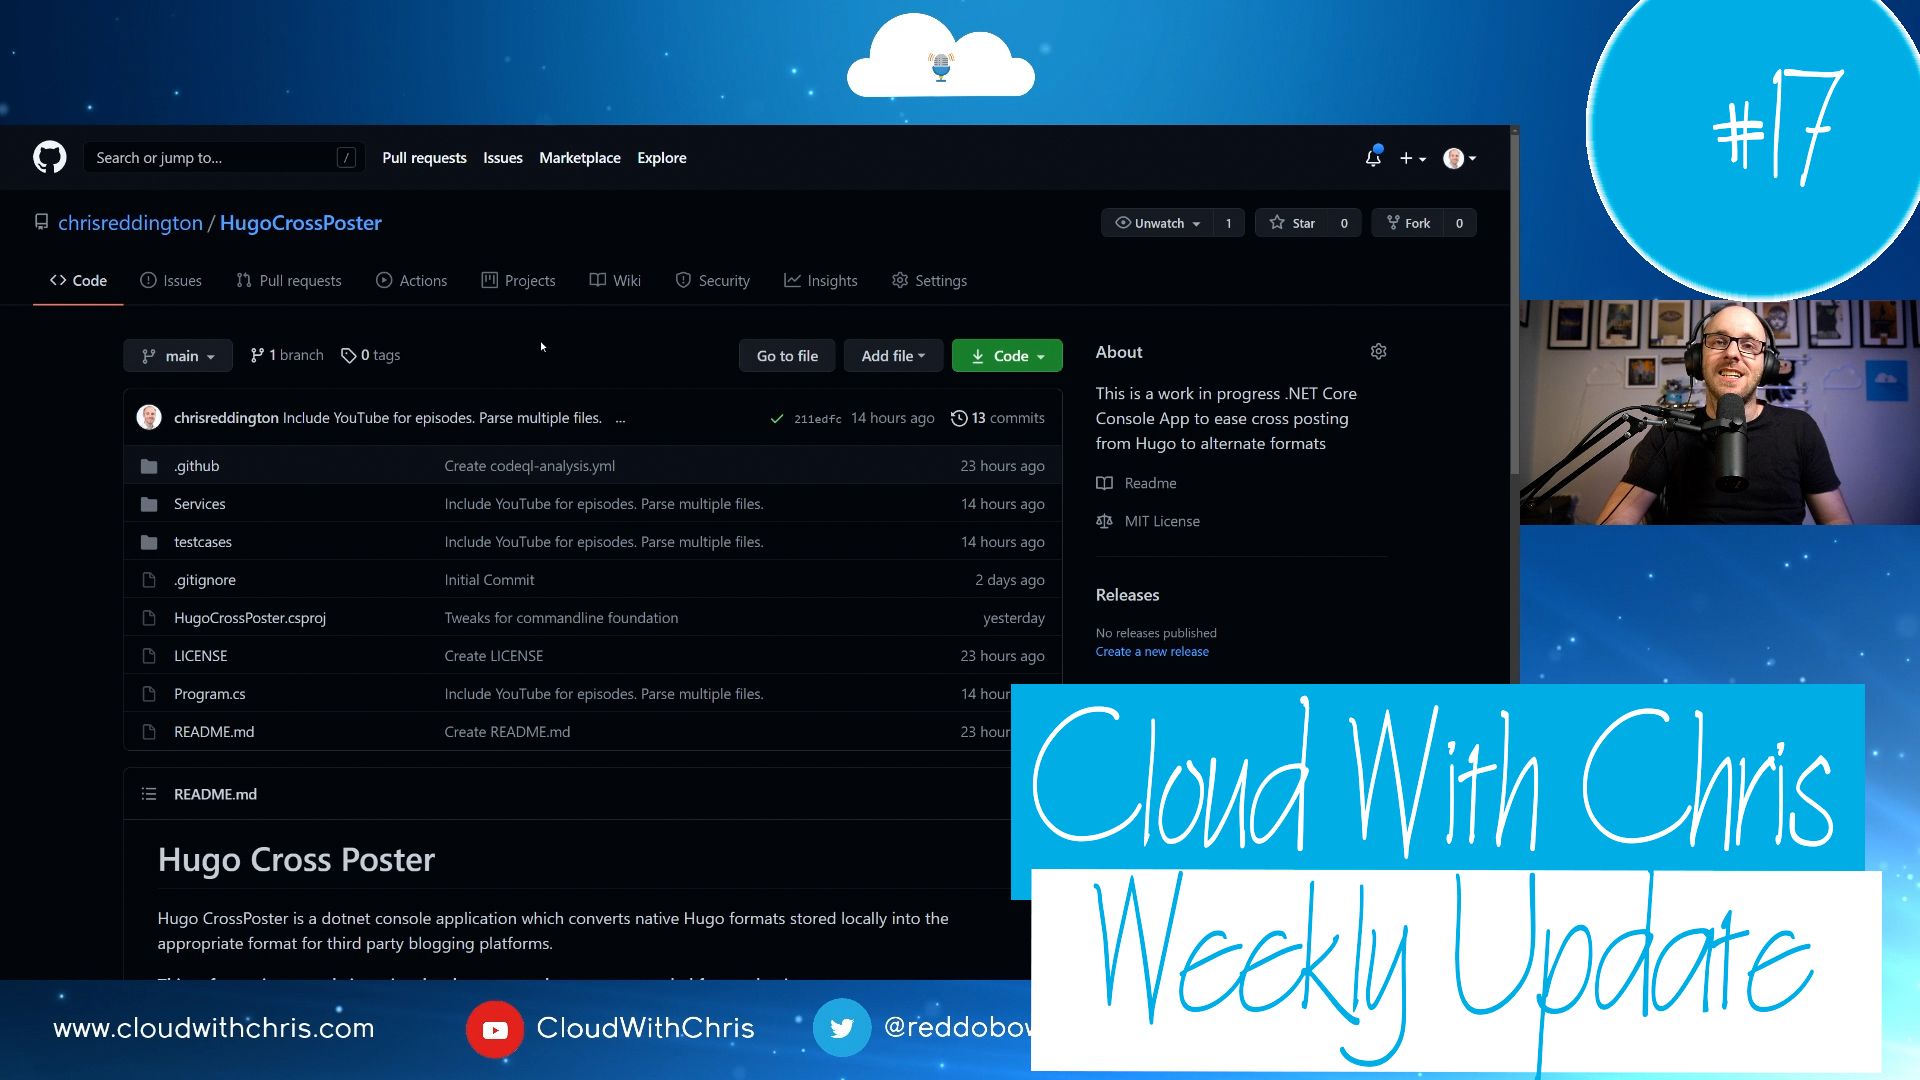 #17
Search or jump to...
/
Pull requests
Issues
Marketplace
Explore
chrisreddington / HugoCrossPoster
Unwatch
1
Star
0
Fork
0
Code
Issues
Pull requests
Actions
Projects
Wiki
Security
Insights
Settings
main
1 branch
0 tags
Go to file
Add file
Code
chrisreddington Include YouTube for episodes. Parse multiple files. ...
211edfc 14 hours ago
13 commits
.github Create codeql-analysis.yml 23 hours ago
Services Include YouTube for episodes. Parse multiple files. 14 hours ago
testcases Include YouTube for episodes. Parse multiple files. 14 hours ago
.gitignore Initial Commit 2 days ago
HugoCrossPoster.csproj Tweaks for commandline foundation yesterday
LICENSE Create LICENSE 23 hours ago
Program.cs Include YouTube for episodes. Parse multiple files. 14 hour
README.md Create README.md 23 hour
README.md
Hugo Cross Poster
Hugo CrossPoster is a dotnet console application which converts native Hugo formats stored locally into the
appropriate format for third party blogging platforms.
About
This is a work in progress .NET Core
Console App to ease cross posting
from Hugo to alternate formats
Readme
MIT License
Releases
No releases published
Create a new release
Cloud With Chris
Weekly Update
www.cloudwithchris.com
CloudWithChris
@reddobow